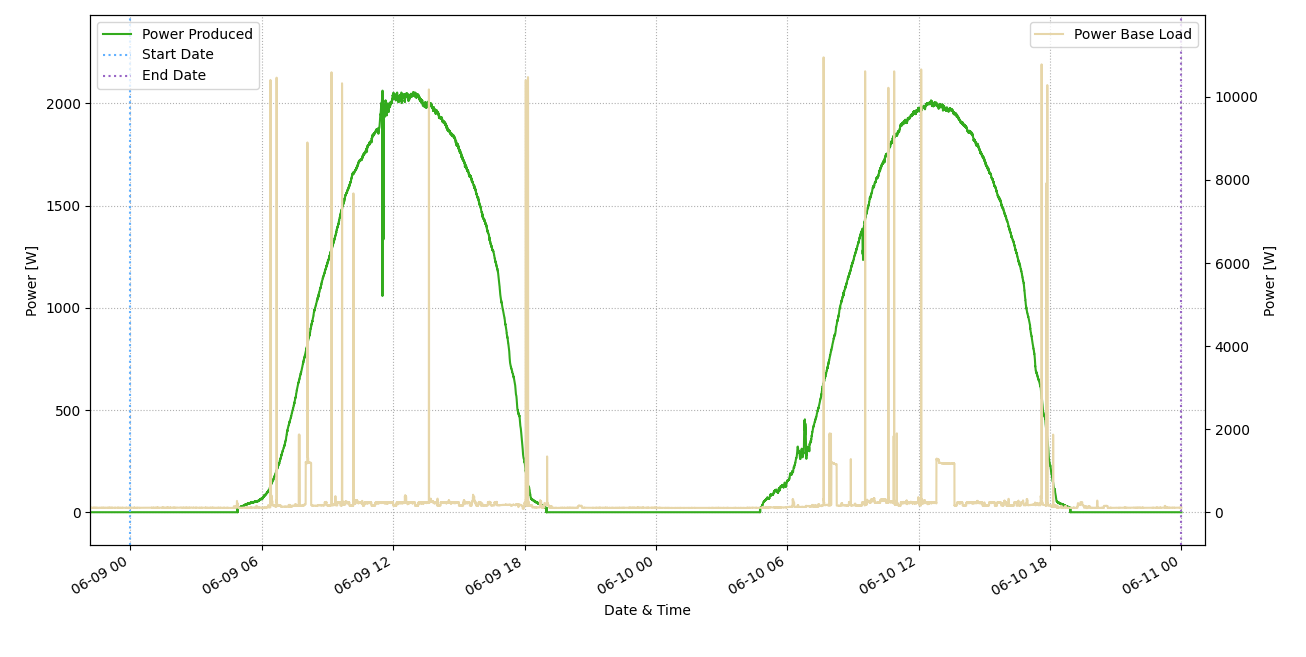 Power Produced
Start Date
End Date
Power Base Load
2000
1500
1000
500
0
Power [W]
10000
8000
6000
4000
2000
0
Power [W]
06-09 00
06-09 06
06-09 12
06-09 18
06-10 00
06-10 06
06-10 12
06-10 18
06-11 00
Date & Time